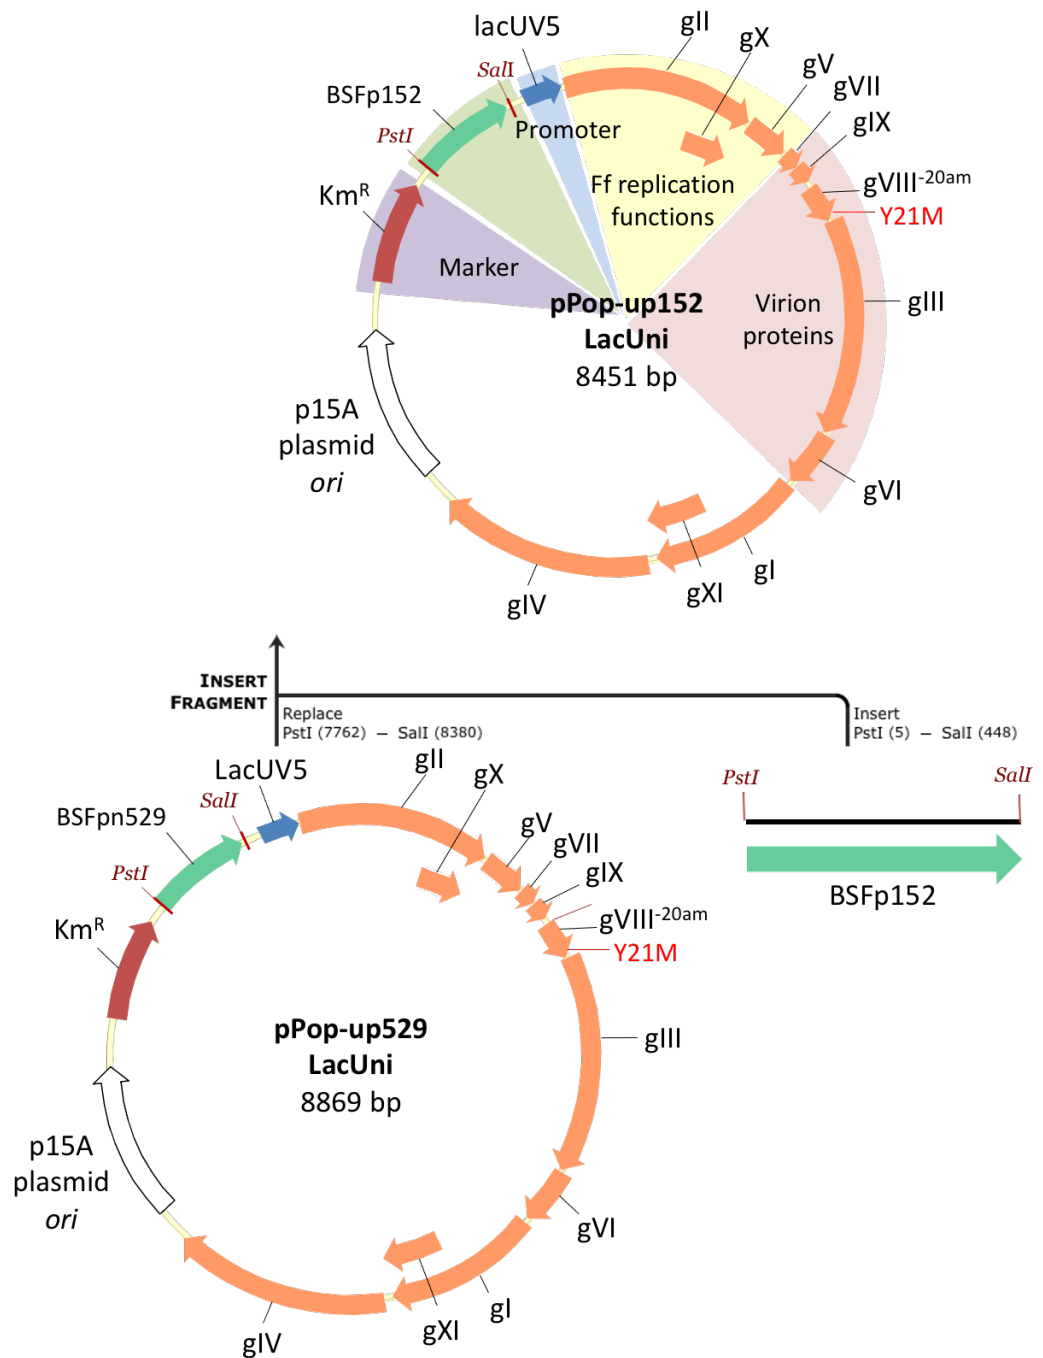 lacUV5
gII
gX
gV
gVII
gIX
gVIII-20am
Y21M
gIII
gVI
gI
gXI
gIV
p15A
plasmid
ori
KmR
PstI
BSFp152
SalI
Promoter
Ff replication
functions
Marker
Virion
proteins
pPop-up152
LacUni
8451 bp
INSERT
FRAGMENT
Replace
PstI (7762) – SalI (8380)
Insert
PstI (5) – SalI (448)
LacUV5
gII
gX
gV
gVII
gIX
gVIII-20am
Y21M
gIII
gVI
gI
gXI
gIV
p15A
plasmid
ori
KmR
PstI
BSFpn529
SalI
pPop-up529
LacUni
8869 bp
PstI
SalI
BSFp152